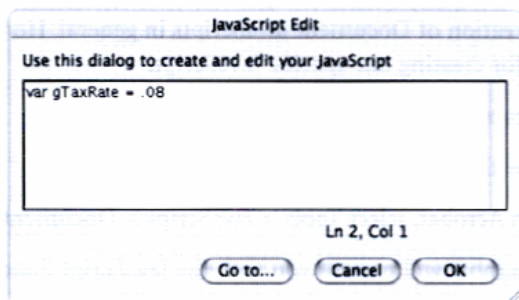 JavaScript Edit
Use this dialog to create and edit your JavaScript
var gTaxRate = .08
Ln 2, Col 1
Go to...
Cancel
OK